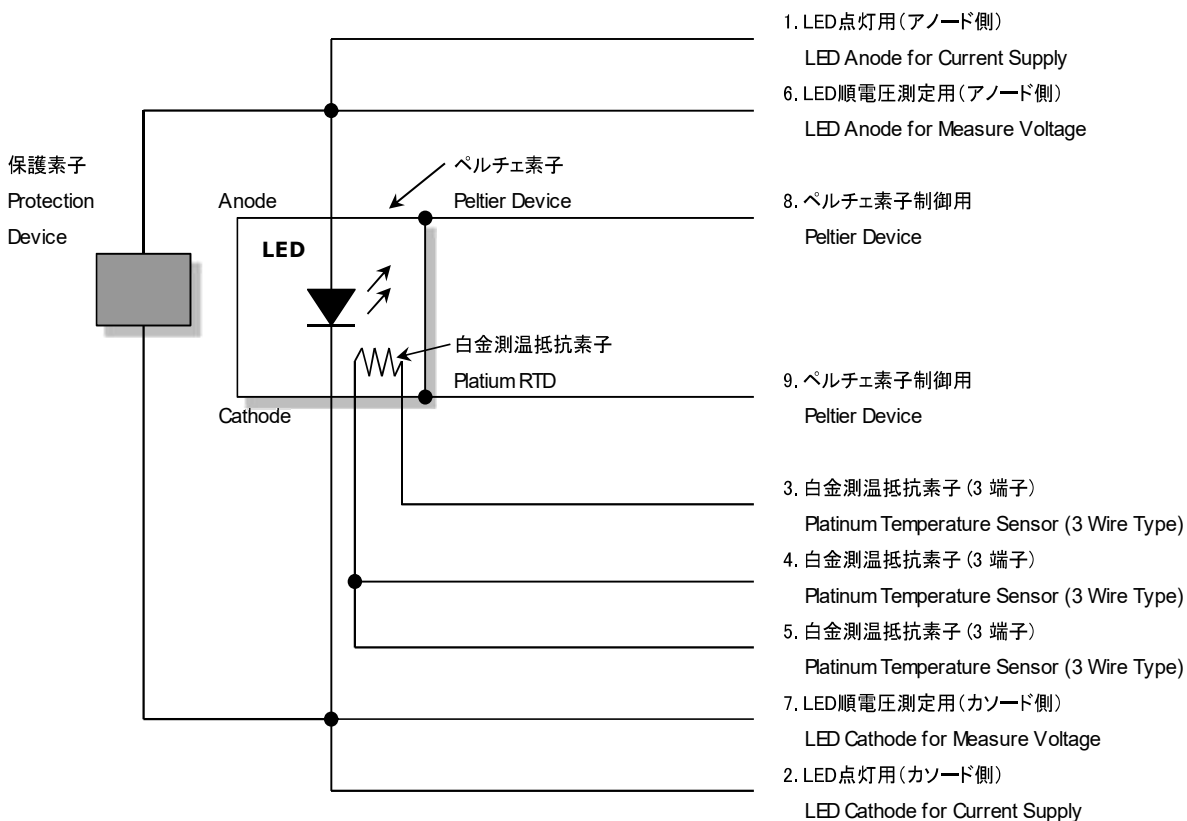 1. LED点灯用(アノード側)
LED Anode for Current Supply
6. LED順電圧測定用(アノード側)
LED Anode for Measure Voltage
保護素子
Protection
Device
ペルチェ素子
Peltier Device
Anode
LED
8. ペルチェ素子制御用
Peltier Device
白金測温抵抗素子
Platium RTD
Cathode
9. ペルチェ素子制御用
Peltier Device
3. 白金測温抵抗素子 (3 端子)
Platinum Temperature Sensor (3 Wire Type)
4. 白金測温抵抗素子 (3 端子)
Platinum Temperature Sensor (3 Wire Type)
5. 白金測温抵抗素子 (3 端子)
Platinum Temperature Sensor (3 Wire Type)
7. LED順電圧測定用(カソード側)
LED Cathode for Measure Voltage
2. LED点灯用(カソード側)
LED Cathode for Current Supply